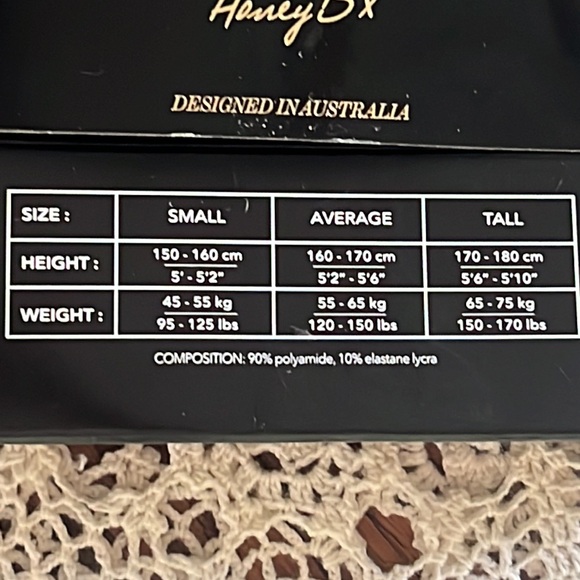 Honey B x
DESIGNED IN AUSTRALIA
SIZE : SMALL AVERAGE TALL
HEIGHT : 150 - 160 cm 160 - 170 cm 170 - 180 cm
5' - 5'2" 5'2" - 5'6" 5'6" - 5'10"
WEIGHT : 45 - 55 kg 55 - 65 kg 65 - 75 kg
95 - 125 lbs 120 - 150 lbs 150 - 170 lbs
COMPOSITION: 90% polyamide, 10% elastane lycra